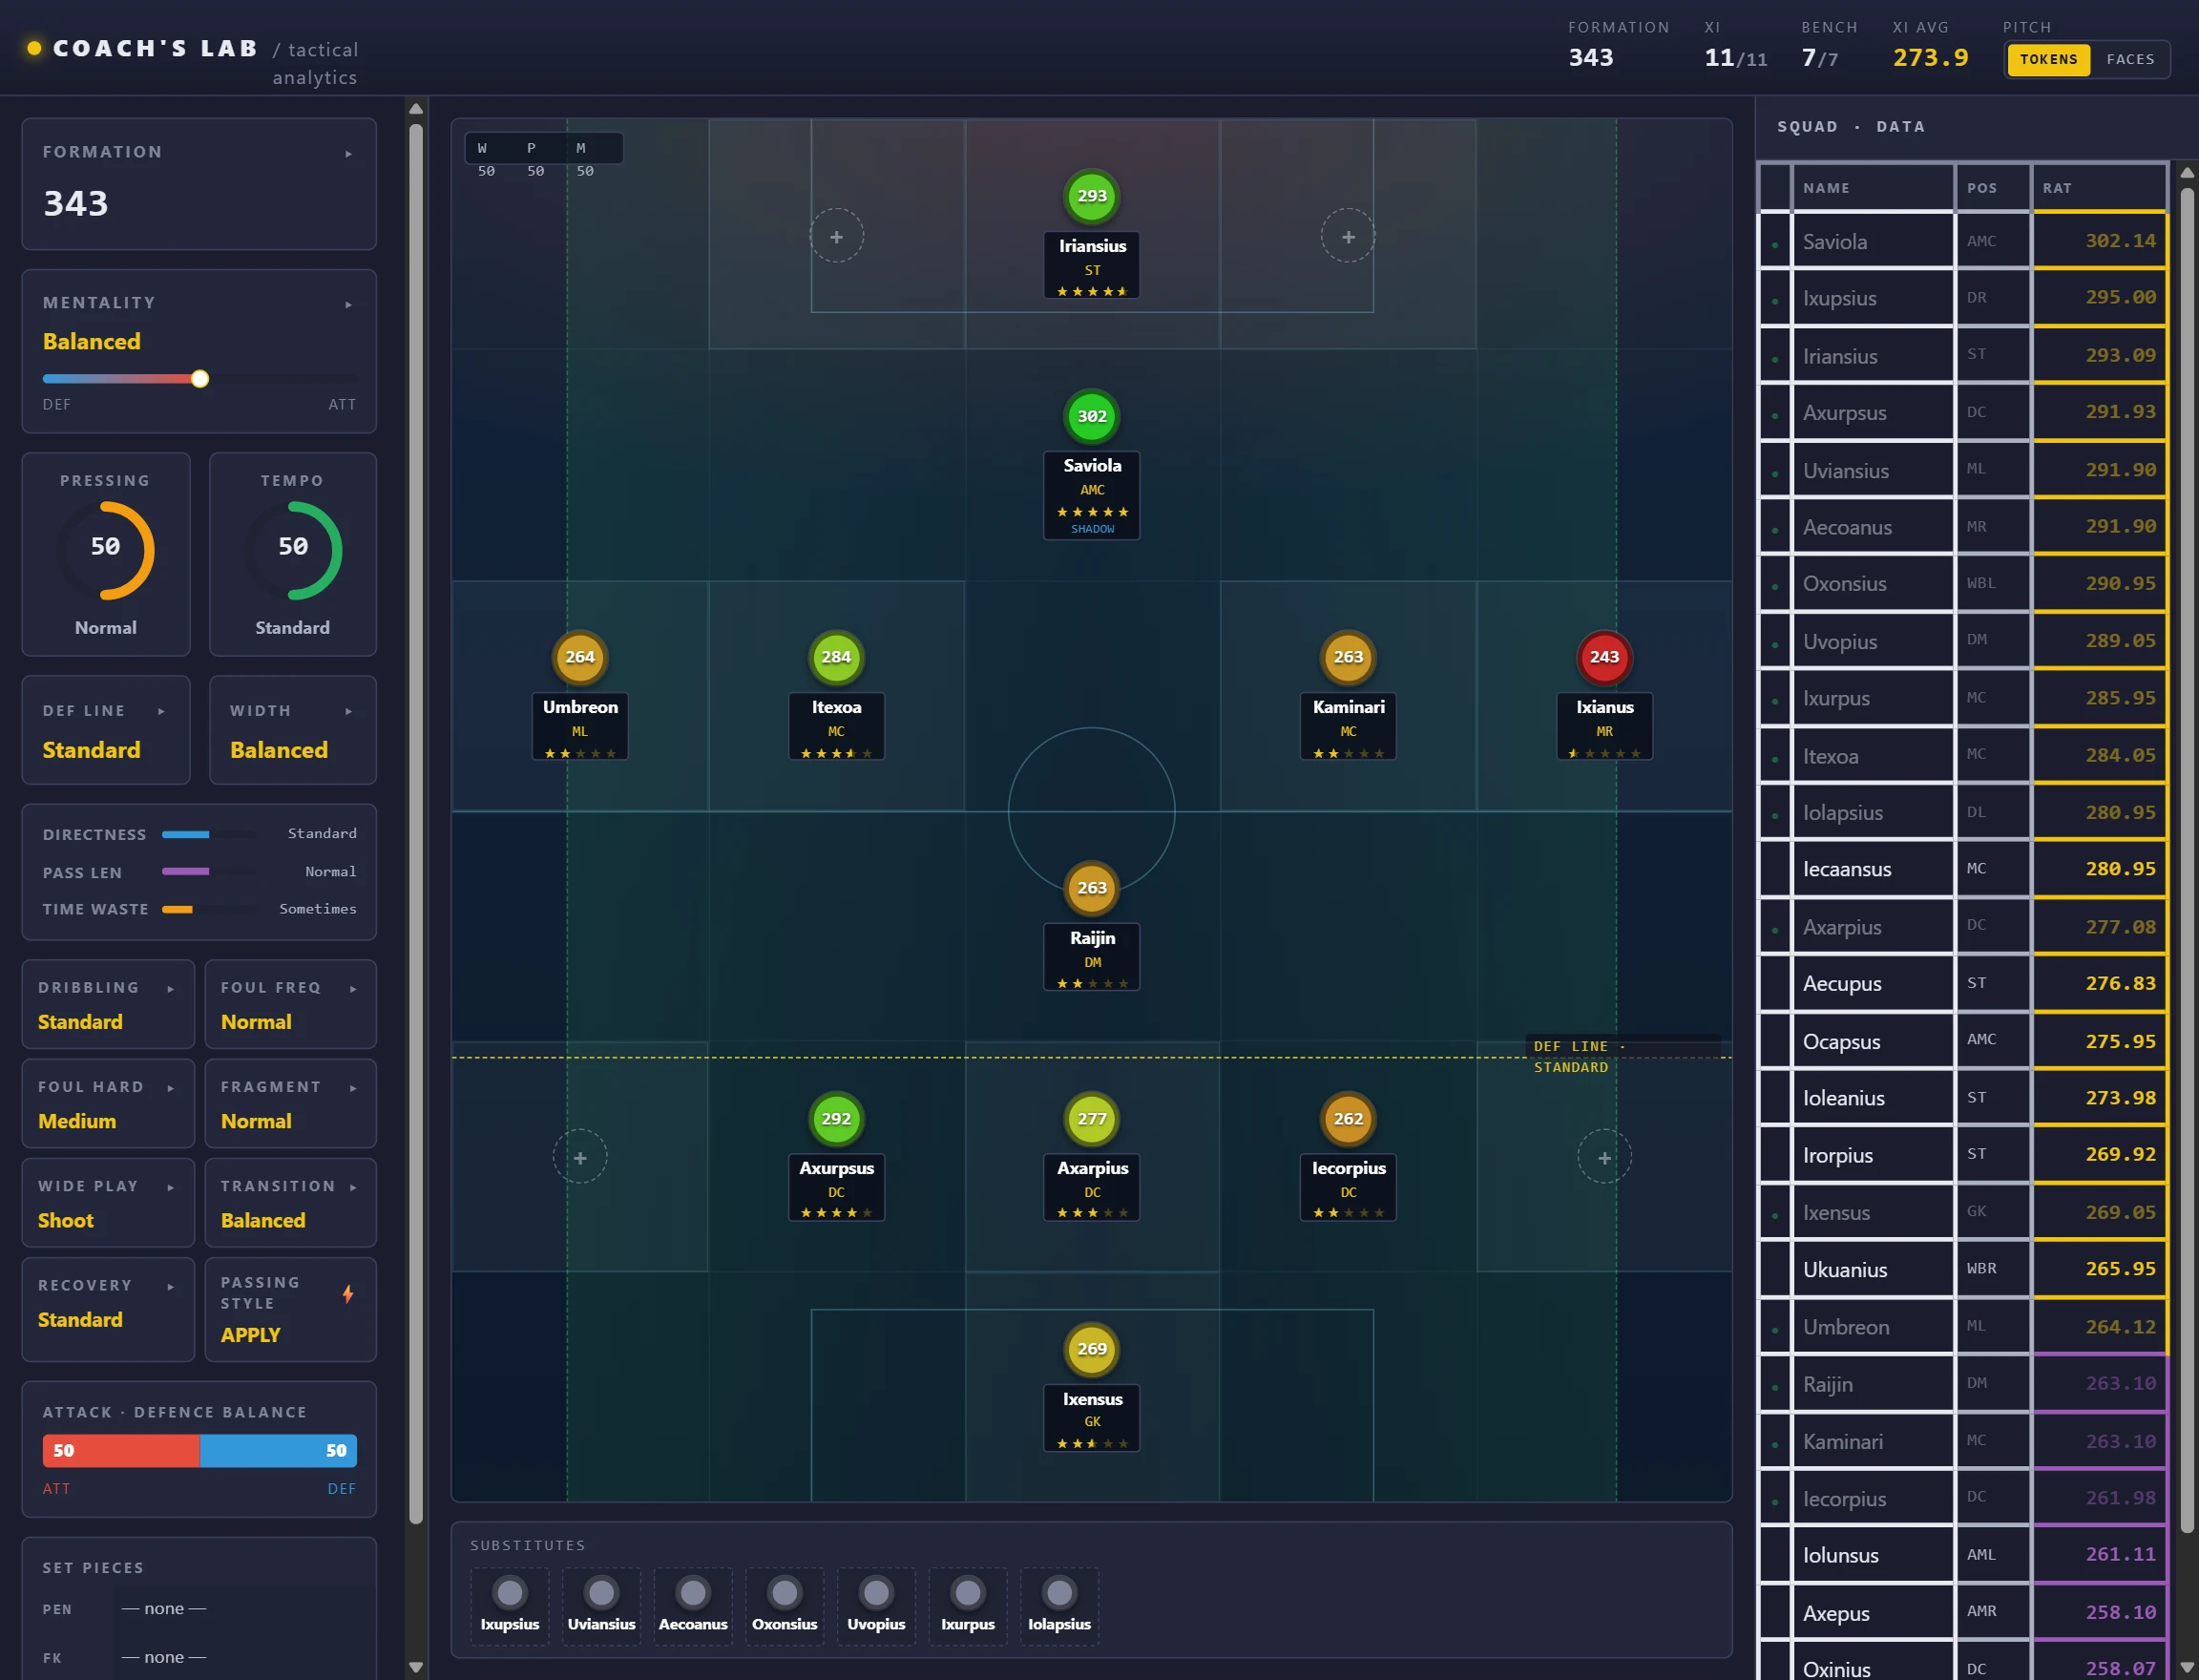 COACH'S LAB / tactical
analytics
FORMATION XI BENCH XI AVG PITCH
343 11/11 7/7 273.9 TOKENS FACES
FORMATION
343
MENTALITY
Balanced
DEF ATT
PRESSING TEMPO
50 50
Normal Standard
DEF LINE WIDTH
Standard Balanced
DIRECTNESS Standard
PASS LEN Normal
TIME WASTE Sometimes
DRIBBLING FOUL FREQ
Standard Normal
FOUL HARD FRAGMENT
Medium Normal
WIDE PLAY TRANSITION
Shoot Balanced
RECOVERY PASSING
STYLE
Standard APPLY
ATTACK · DEFENCE BALANCE
50 50
ATT DEF
SET PIECES
PEN — none —
FK — none —
W P M
50 50 50
293
Iriansius
ST
302
Saviola
AMC
SHADOW
264 284 263 243
Umbreon Itexoa Kaminari Ixianus
ML MC MC MR
263
Raijin
DM
DEF LINE ·
STANDARD
292 277 262
Axurpsus Axarpius Iecorpius
DC DC DC
269
Ixensus
GK
SUBSTITUTES
Ixupsius Uviansius Aecoanus Oxonsius Uvopius Ixurpus Iolapsius
SQUAD · DATA
NAME POS RAT
Saviola AMC 302.14
Ixupsius DR 295.00
Iriansius ST 293.09
Axurpsus DC 291.93
Uviansius ML 291.90
Aecoanus MR 291.90
Oxonsius WBL 290.95
Uvopius DM 289.05
Ixurpus MC 285.95
Itexoa MC 284.05
Iolapsius DL 280.95
Iecaansus MC 280.95
Axarpius DC 277.08
Aecupus ST 276.83
Ocapsus AMC 275.95
Ioleanius ST 273.98
Irorpius ST 269.92
Ixensus GK 269.05
Ukuanius WBR 265.95
Umbreon ML 264.12
Raijin DM 263.10
Kaminari MC 263.10
Iecorpius DC 261.98
Iolunsus AML 261.11
Axepus AMR 258.10
Oxinius DC 258.07